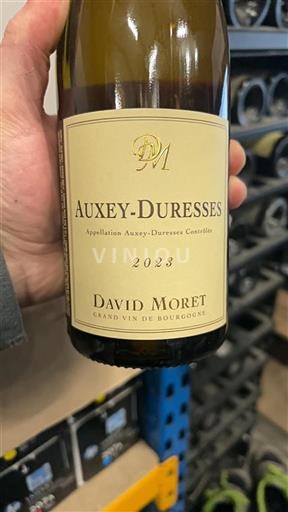 DM
AUXEY-DURESSES
Appellation Auxey-Duresses Contrôlée
VINIOU
2023
DAVID MORET
GRAND VIN DE BOURGOGNE